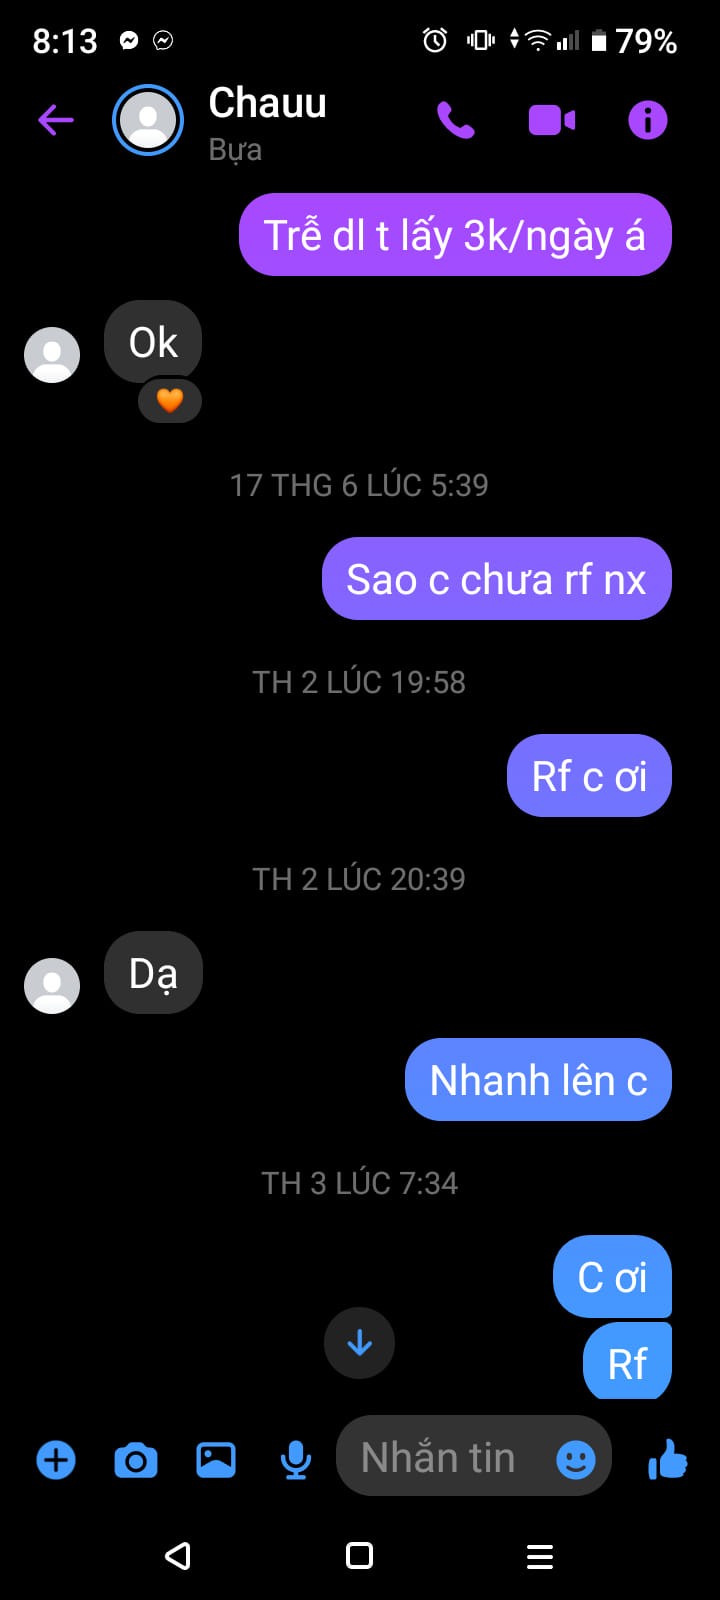 8:13
79%
Chauu
Bựa
Trễ dl t lấy 3k/ngày á
Ok
17 THG 6 LÚC 5:39
Sao c chưa rf nx
TH 2 LÚC 19:58
Rf c ơi
TH 2 LÚC 20:39
Dạ
Nhanh lên c
TH 3 LÚC 7:34
C ơi
Rf
Nhắn tin